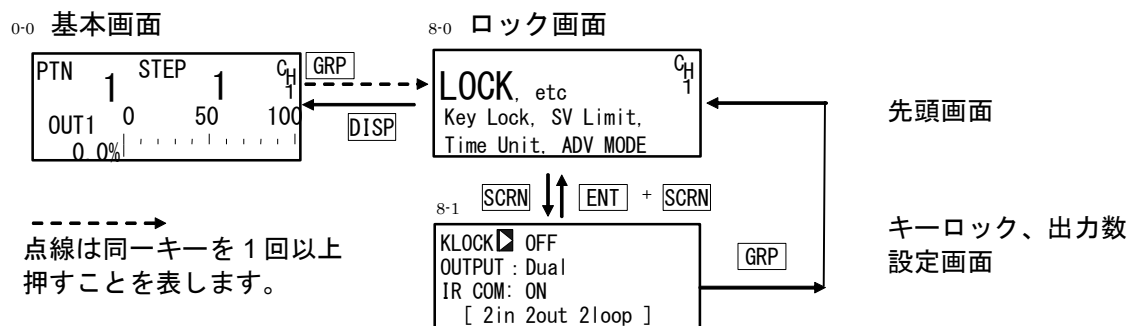 0-0 基本画面
PTN 1 STEP 1 CH 1
OUT1 0 50 100
0.0%
GRP
DISP
8-0 ロック画面
LOCK, etc CH 1
Key Lock, SV Limit,
Time Unit, ADV MODE
先頭画面
SCRN ENT + SCRN
8-1
KLOCK OFF
OUTPUT : Dual
IR COM: ON
[ 2in 2out 2loop ]
GRP
キーロック、出力数
設定画面
点線は同一キーを1回以上
押すことを表します。